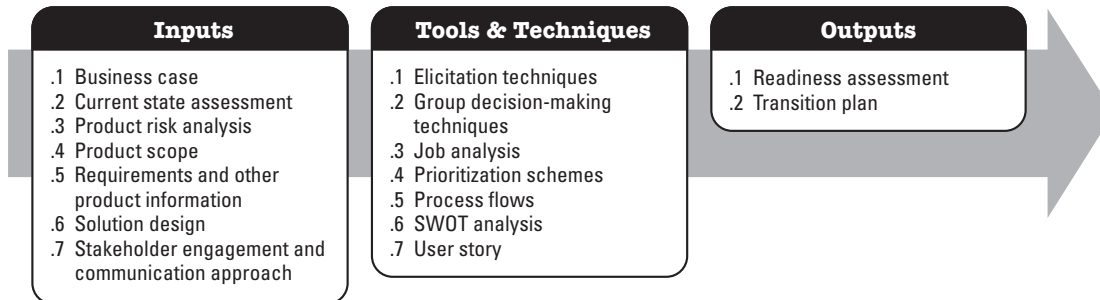 Inputs
.1 Business case
.2 Current state assessment
.3 Product risk analysis
.4 Product scope
.5 Requirements and other
product information
.6 Solution design
.7 Stakeholder engagement and
communication approach
Tools & Techniques
.1 Elicitation techniques
.2 Group decision-making
techniques
.3 Job analysis
.4 Prioritization schemes
.5 Process flows
.6 SWOT analysis
.7 User story
Outputs
.1 Readiness assessment
.2 Transition plan